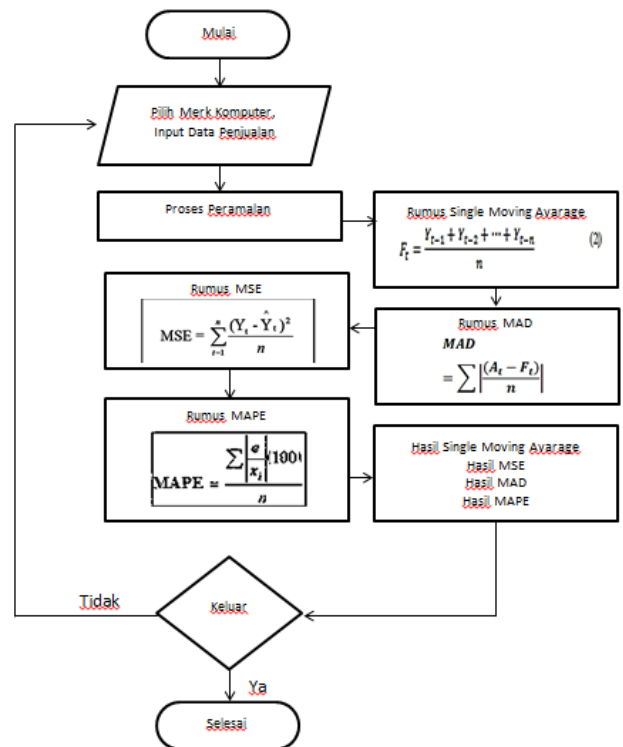 Mulai
Pilih Merk Komputer,
Input Data Penjualan
Proses Peramalan
Rumus Single Moving Avarage
F_t = (Y_{t-1} + Y_{t-2} + ⋯ + Y_{t-n}) / n (2)
Rumus MAD
MAD
= ∑ |(A_t − F_t) / n|
Rumus MSE
MSE = ∑_{t=1}^{n} (Y_t - Ŷ_t)² / n
Rumus MAPE
MAPE = ∑ |e / x_i| (100) / n
Hasil Single Moving Avarage
Hasil MSE
Hasil MAD
Hasil MAPE
Keluar
Tidak
Ya
Selesai